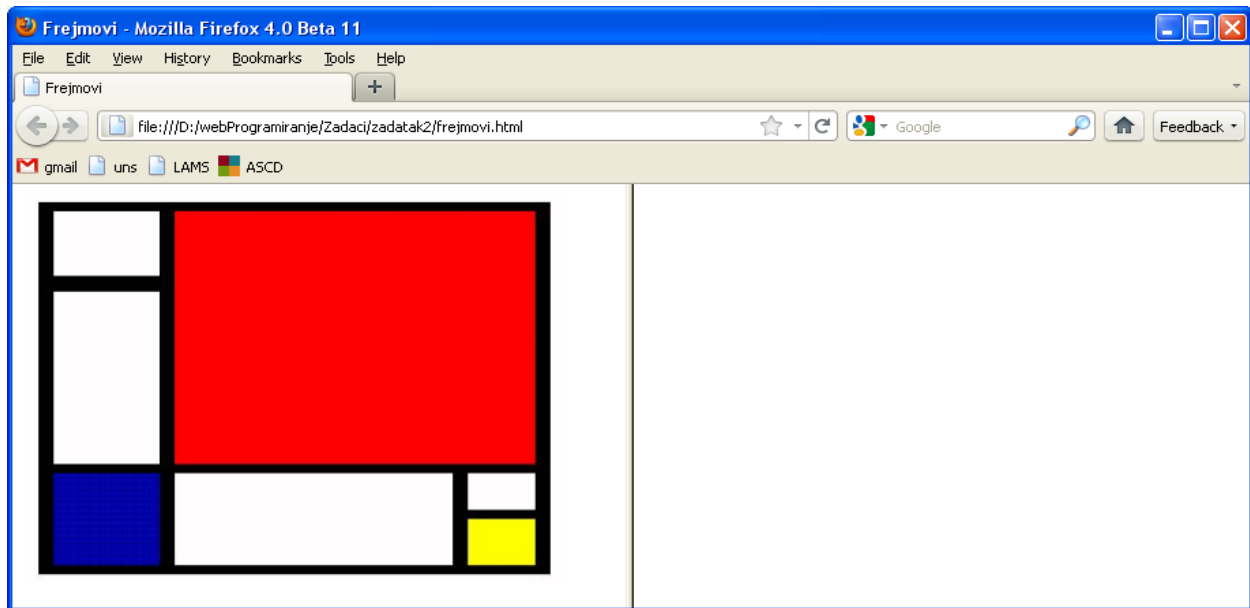 Frejmovi - Mozilla Firefox 4.0 Beta 11
File Edit View History Bookmarks Tools Help
Frejmovi
file:///D:/webProgramiranje/Zadaci/zadatak2/frejmovi.html Google Feedback
gmail uns LAMS ASCD